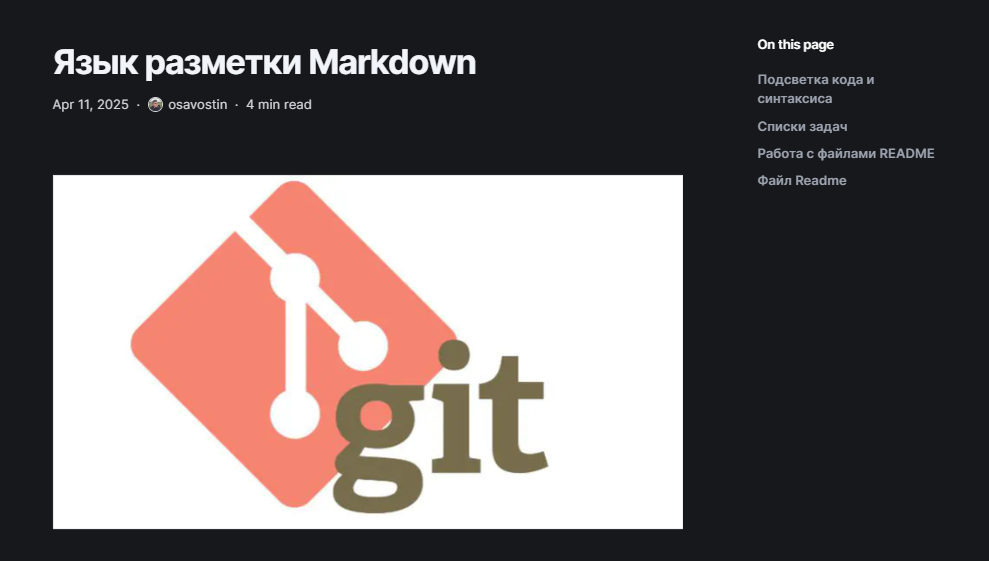 Язык разметки Markdown
Apr 11, 2025 · osavostin · 4 min read
git
On this page
Подсветка кода и
синтаксиса
Списки задач
Работа с файлами README
Файл Readme